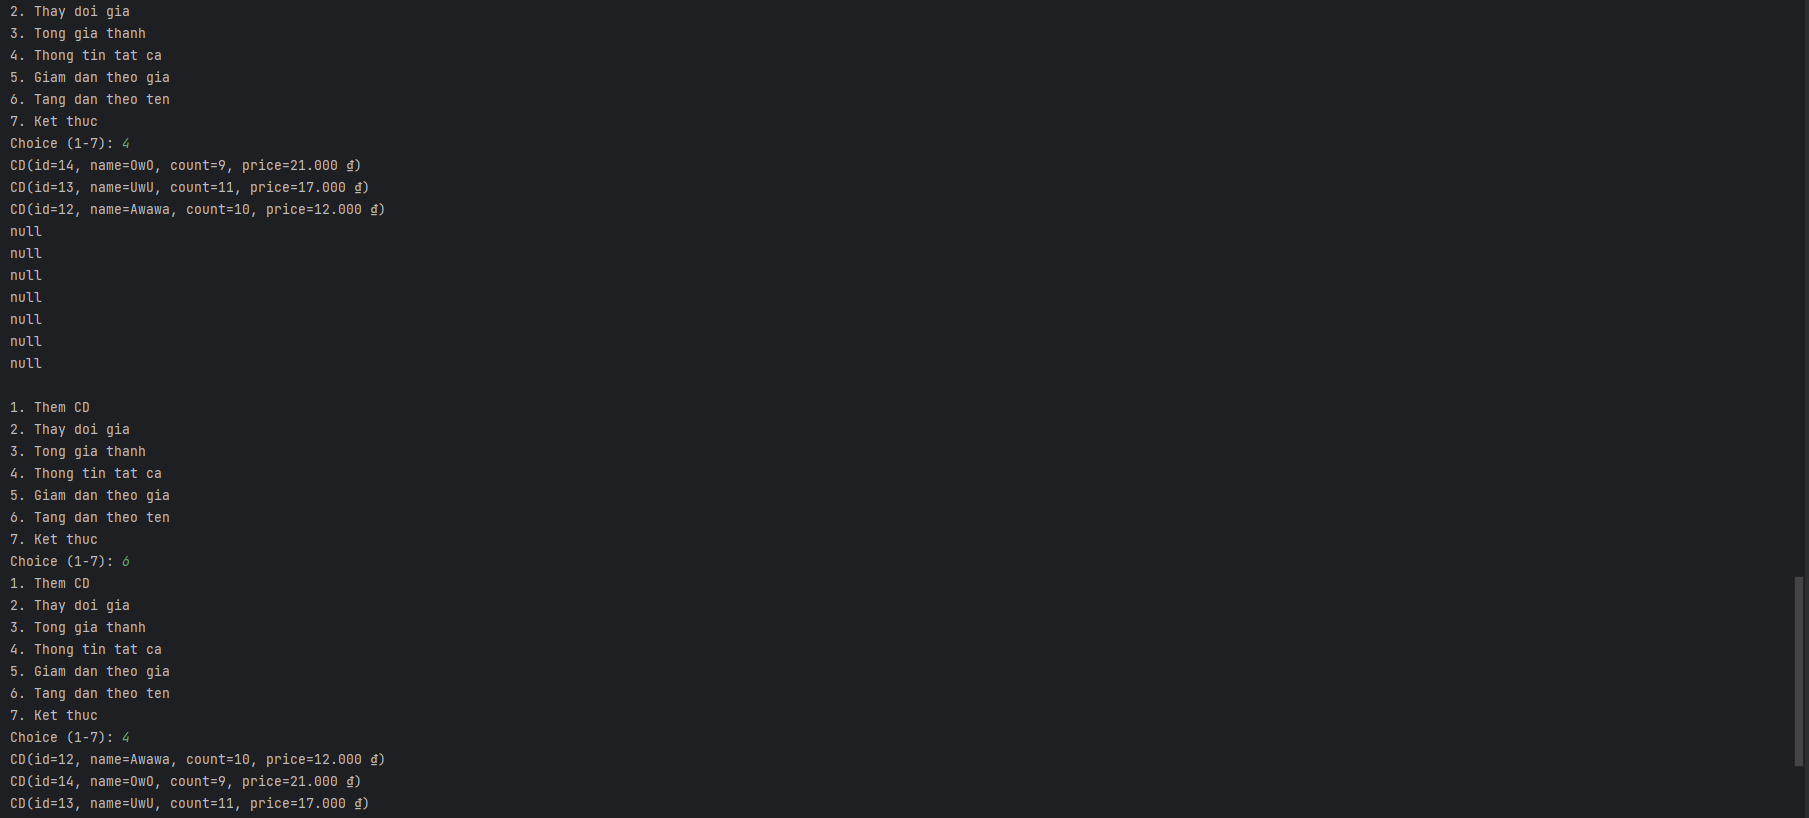 2. Thay doi gia
3. Tong gia thanh
4. Thong tin tat ca
5. Giam dan theo gia
6. Tang dan theo ten
7. Ket thuc
Choice (1-7): 4
CD(id=14, name=OwO, count=9, price=21.000 ₫)
CD(id=13, name=UwU, count=11, price=17.000 ₫)
CD(id=12, name=Awawa, count=10, price=12.000 ₫)
null
null
null
null
null
null
null
1. Them CD
2. Thay doi gia
3. Tong gia thanh
4. Thong tin tat ca
5. Giam dan theo gia
6. Tang dan theo ten
7. Ket thuc
Choice (1-7): 6
1. Them CD
2. Thay doi gia
3. Tong gia thanh
4. Thong tin tat ca
5. Giam dan theo gia
6. Tang dan theo ten
7. Ket thuc
Choice (1-7): 4
CD(id=12, name=Awawa, count=10, price=12.000 ₫)
CD(id=14, name=OwO, count=9, price=21.000 ₫)
CD(id=13, name=UwU, count=11, price=17.000 ₫)